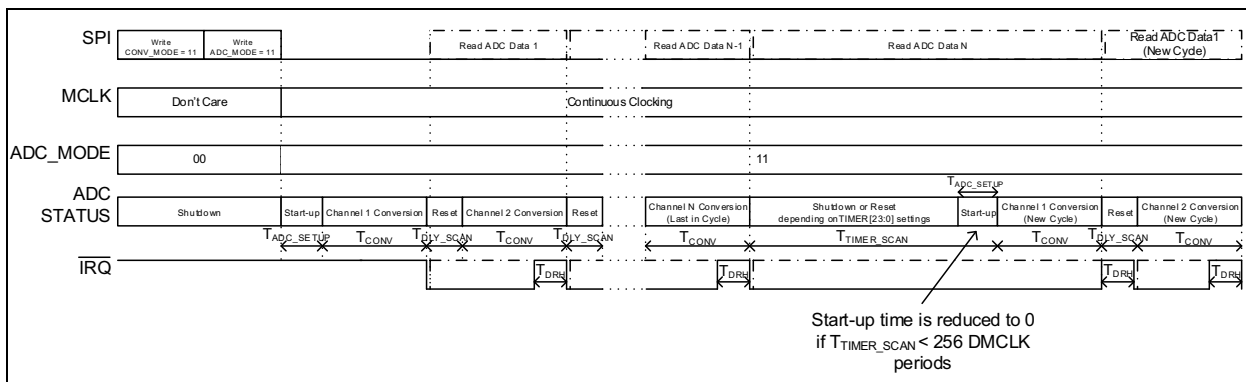 SPI
Write
CONV_MODE = 11
Write
ADC_MODE = 11
Read ADC Data 1
Read ADC Data N-1
Read ADC Data N
Read ADC Data1
(New Cycle)
MCLK
Don't Care
Continuous Clocking
ADC_MODE
00
11
ADC
STATUS
Shutdown
Start-up
Channel 1 Conversion
Reset
Channel 2 Conversion
Reset
Channel N Conversion
(Last in Cycle)
Shutdown or Reset
depending on TIMER[23:0] settings
TADC_SETUP
Start-up
Channel 1 Conversion
(New Cycle)
Reset
Channel 2 Conversion
(New Cycle)
TADC_SETUP
TCONV
TDLY_SCAN
TCONV
TDLY_SCAN
TCONV
TTIMER_SCAN
TCONV
TDLY_SCAN
TCONV
IRQ
TDRH
TDRH
TDRH
TDRH
Start-up time is reduced to 0
if TTIMER_SCAN < 256 DMCLK
periods